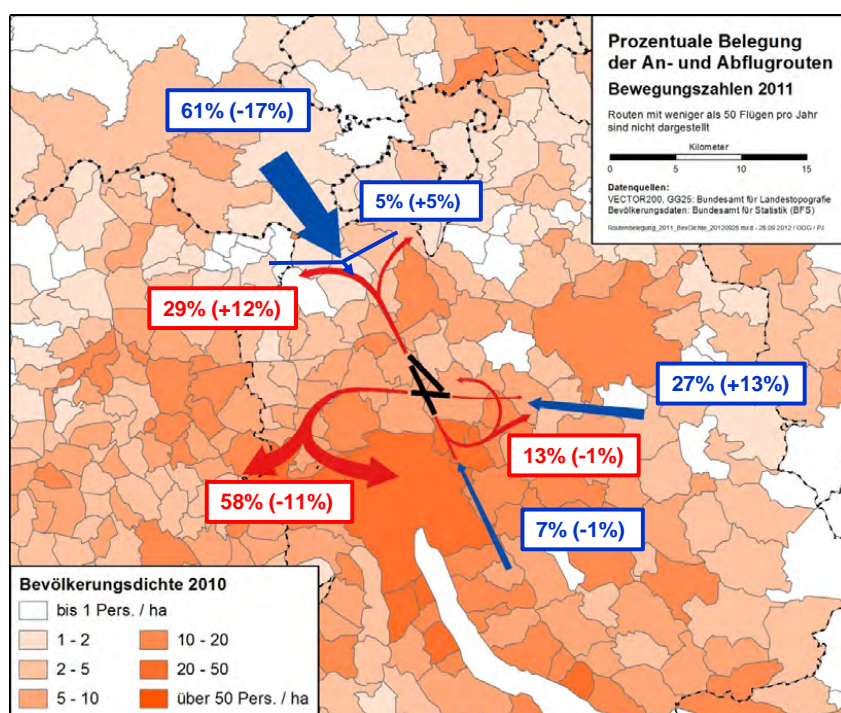 Prozentuale Belegung
der An- und Abflugrouten
Bewegungszahlen 2011
Routen mit weniger als 50 Flügen pro Jahr
sind nicht dargestellt
Kilometer
0 5 10 15
Datenquellen:
VECTOR200, GG25: Bundesamt für Landestopografie
Bevölkerungsdaten: Bundesamt für Statistik (BFS)
61% (-17%)
5% (+5%)
29% (+12%)
27% (+13%)
13% (-1%)
58% (-11%)
7% (-1%)
Bevölkerungsdichte 2010
bis 1 Pers. / ha
1 - 2
2 - 5
5 - 10
10 - 20
20 - 50
über 50 Pers. / ha